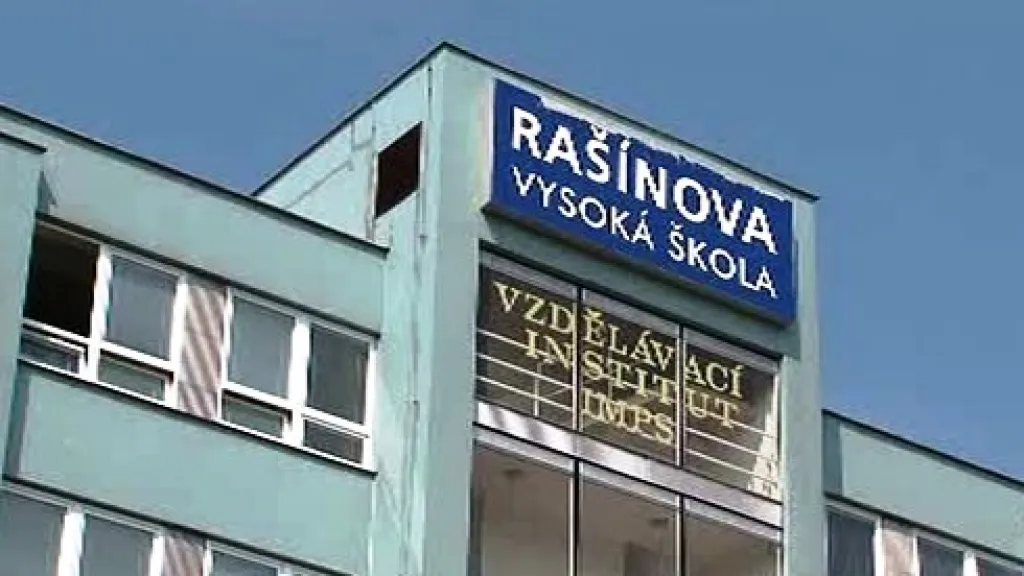 RAŠÍNOVA
VYSOKÁ ŠKOLA
VZDĚLÁVACÍ
INSTITUT
IMPS